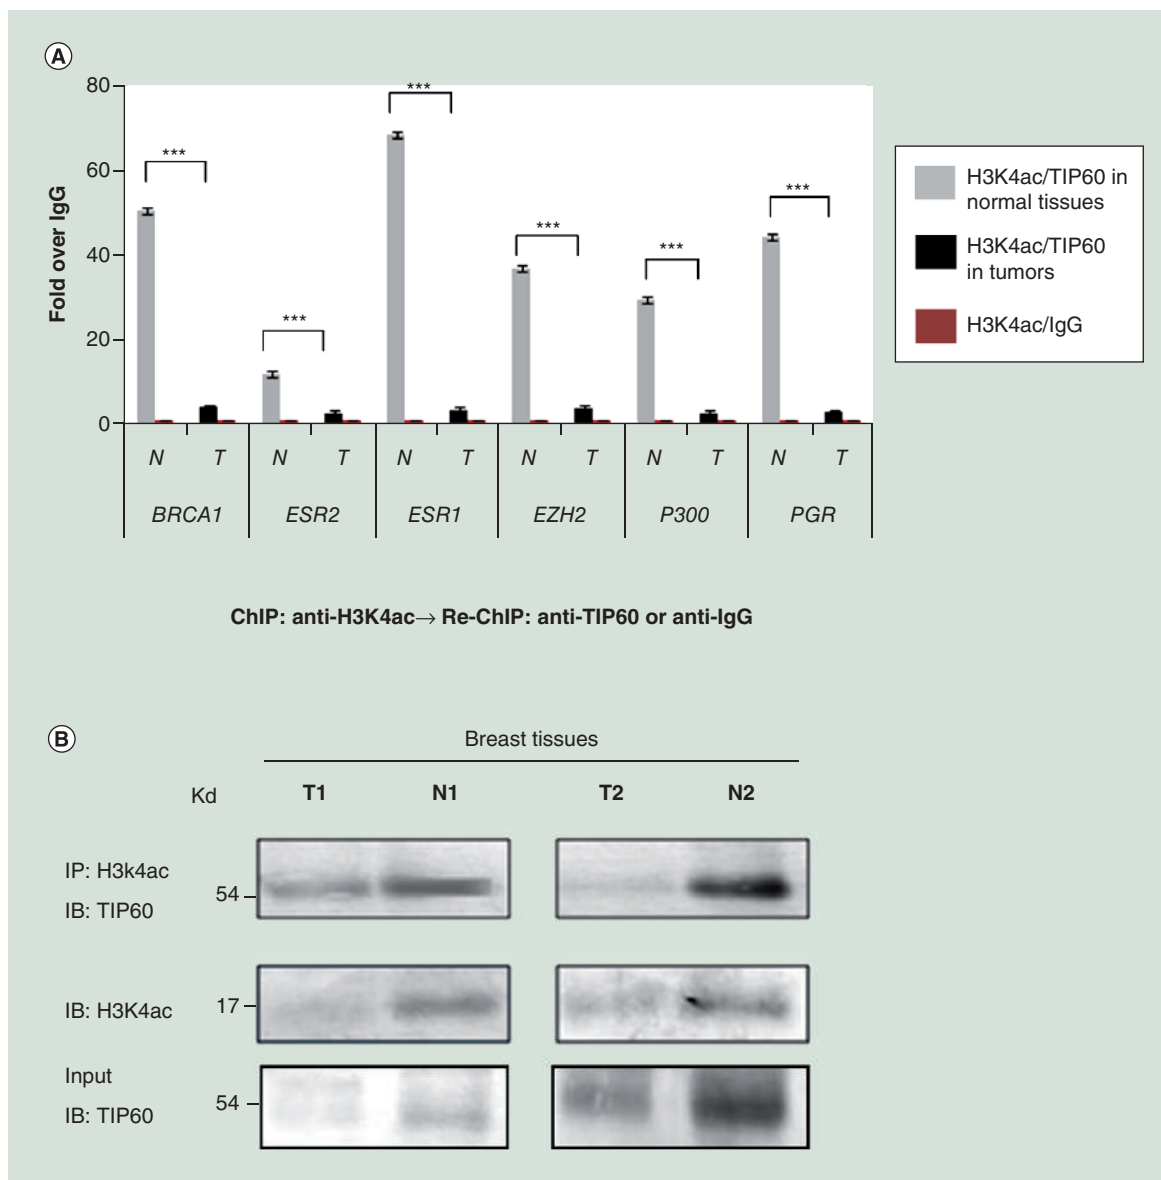 A
80
60
40
20
0
Fold over IgG
***
***
***
***
***
***
N T N T N T N T N T N T
BRCA1 ESR2 ESR1 EZH2 P300 PGR
H3K4ac/TIP60 in
normal tissues
H3K4ac/TIP60
in tumors
H3K4ac/IgG
ChIP: anti-H3K4ac→ Re-ChIP: anti-TIP60 or anti-IgG
B
Breast tissues
Kd T1 N1 T2 N2
IP: H3k4ac
54
IB: TIP60
IB: H3K4ac 17
Input
54
IB: TIP60